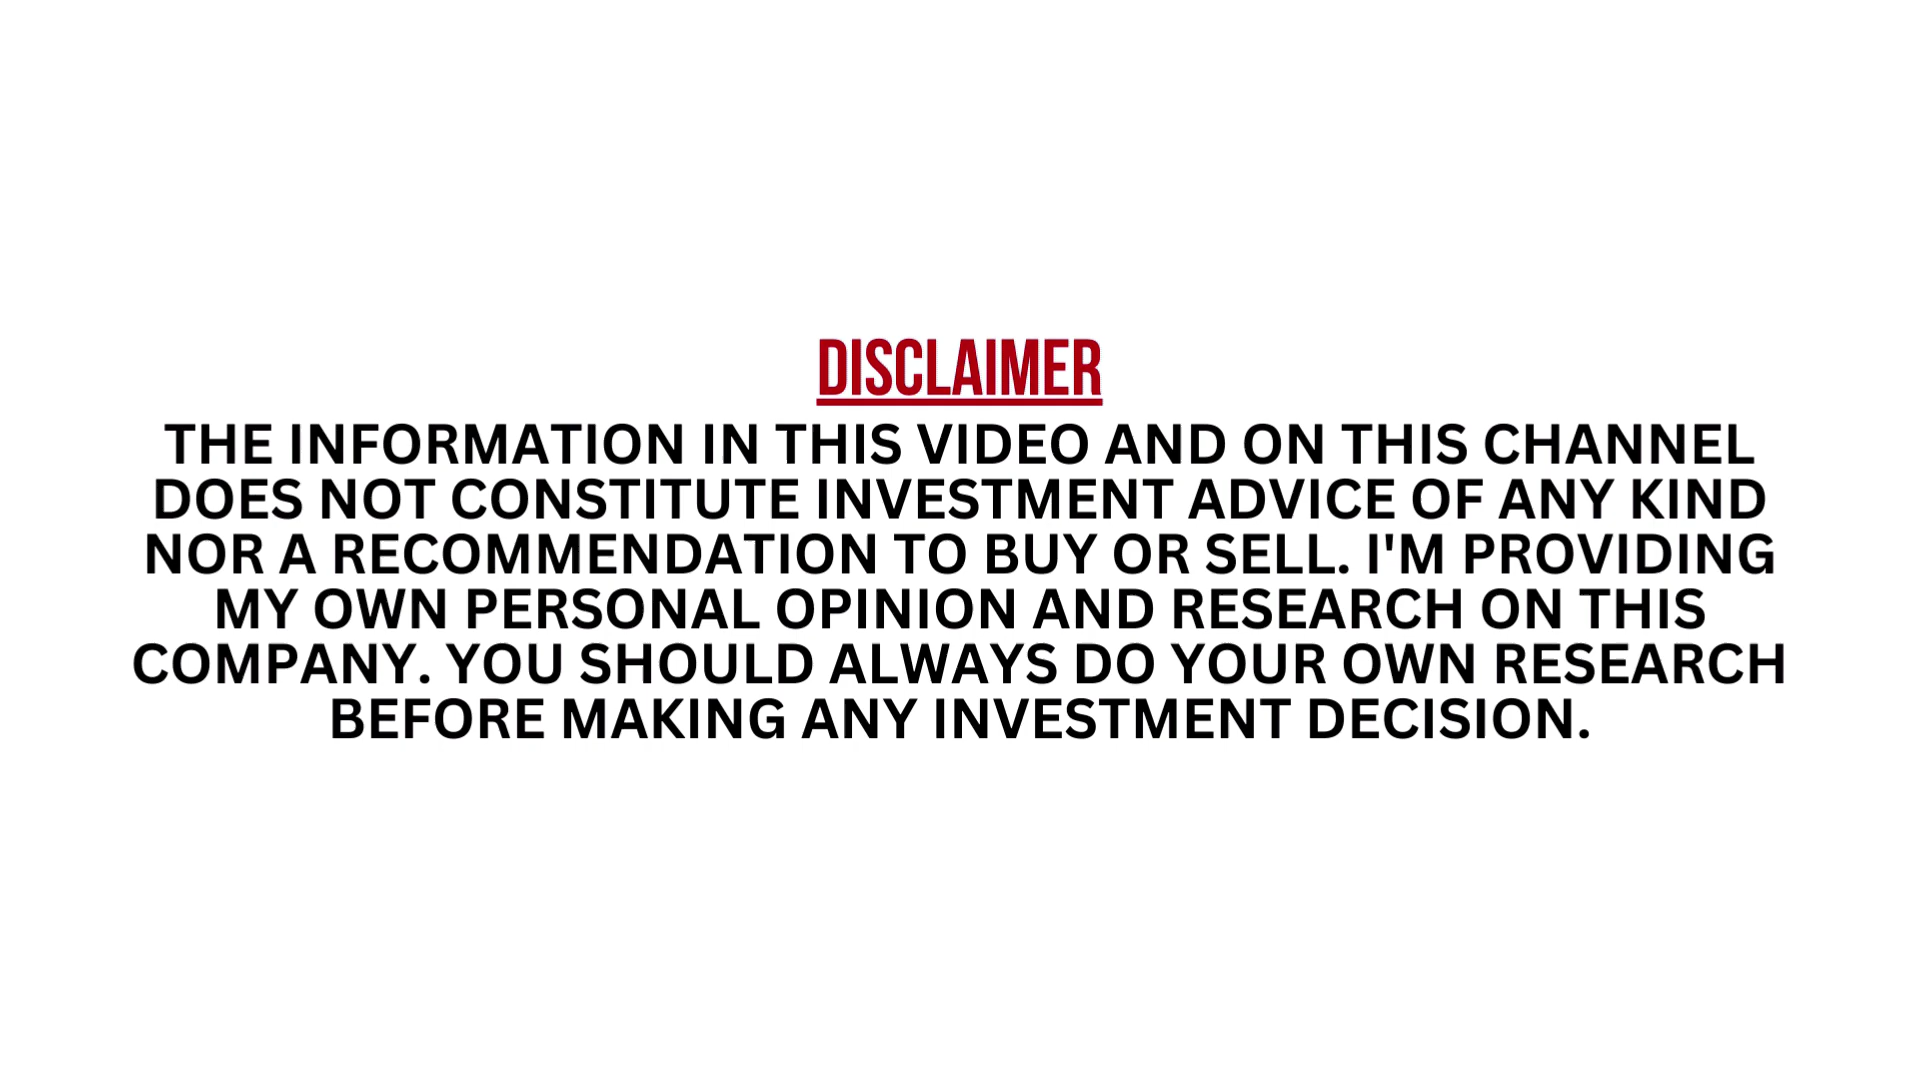 DISCLAIMER
THE INFORMATION IN THIS VIDEO AND ON THIS CHANNEL
DOES NOT CONSTITUTE INVESTMENT ADVICE OF ANY KIND
NOR A RECOMMENDATION TO BUY OR SELL. I'M PROVIDING
MY OWN PERSONAL OPINION AND RESEARCH ON THIS
COMPANY. YOU SHOULD ALWAYS DO YOUR OWN RESEARCH
BEFORE MAKING ANY INVESTMENT DECISION.